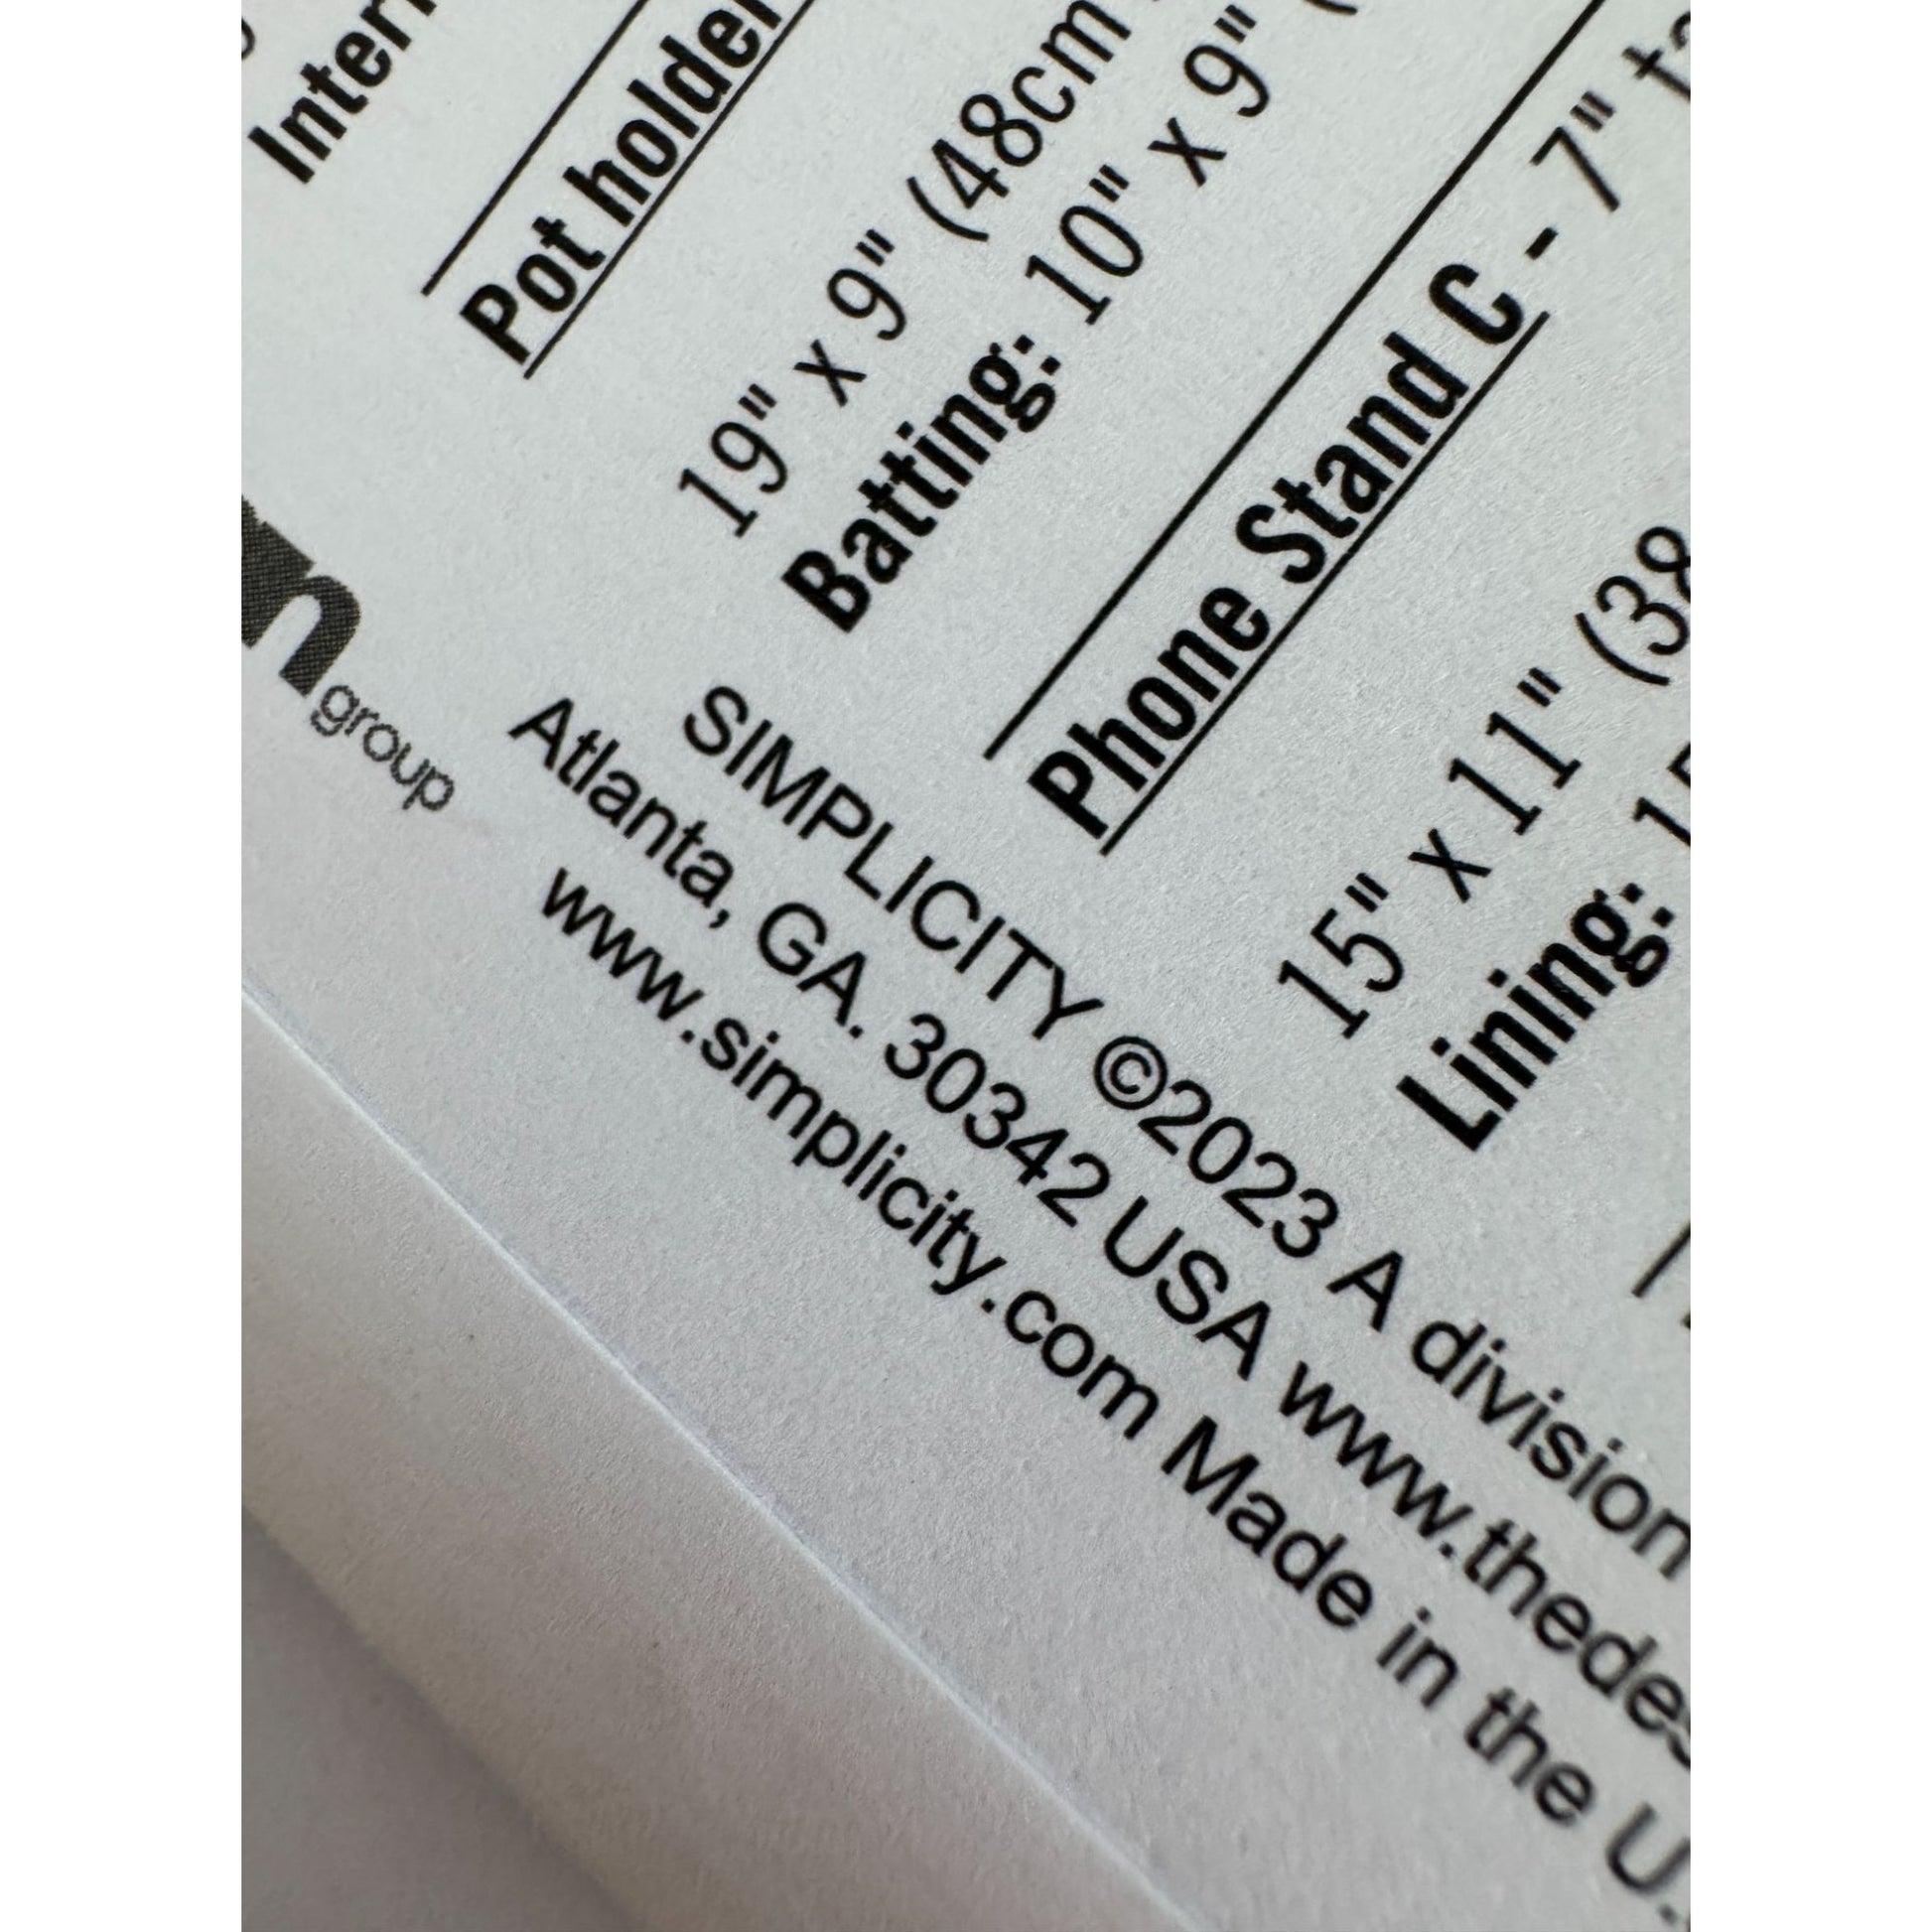 Pot holder
19" x 9" (48cm
Batting: 10" x 9" (
Phone Stand C - 7"
15" x 11" (38
Lining:
group
SIMPLICITY ©2023 A division
Atlanta, GA. 30342 USA www.thedes
www.simplicity.com Made in the U.